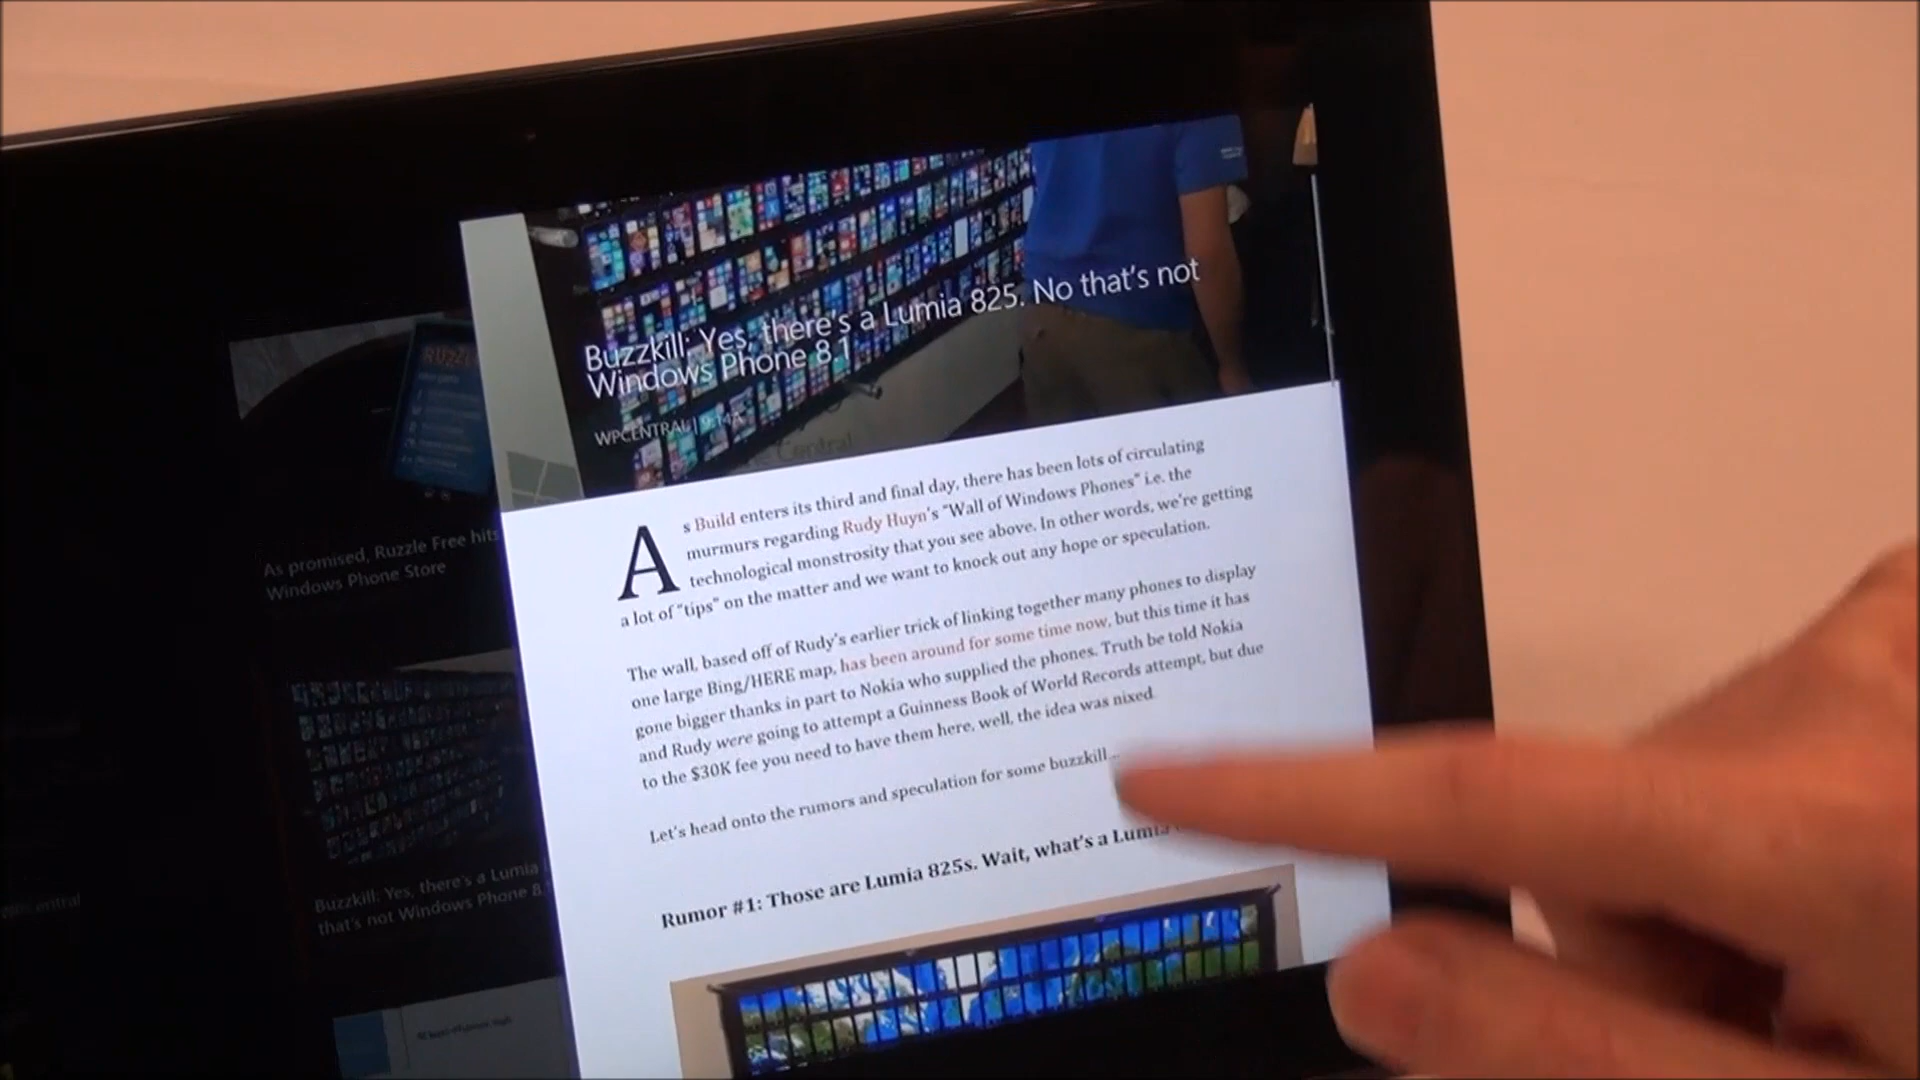 Buzzkill: Yes, there's a Lumia 825. No that's not
Windows Phone 8.1
WPCENTRAL
Central
As Build enters its third and final day, there has been lots of circulating
murmurs regarding Rudy Huyn's "Wall of Windows Phones" i.e. the
technological monstrosity that you see above. In other words, we're getting
a lot of "tips" on the matter and we want to knock out any hope or speculation.
The wall, based off of Rudy's earlier trick of linking together many phones to display
one large Bing/HERE map, has been around for some time now, but this time it has
gone bigger thanks in part to Nokia who supplied the phones. Truth be told Nokia
and Rudy were going to attempt a Guinness Book of World Records attempt, but due
to the $30K fee you need to have them here, well, the idea was nixed.
Let's head onto the rumors and speculation for some buzzkill...
Rumor #1: Those are Lumia 825s. Wait, what's a Lumia
As promised, Ruzzle Free hits
Windows Phone Store
Buzzkill: Yes, there's a Lumia
that's not Windows Phone 8.